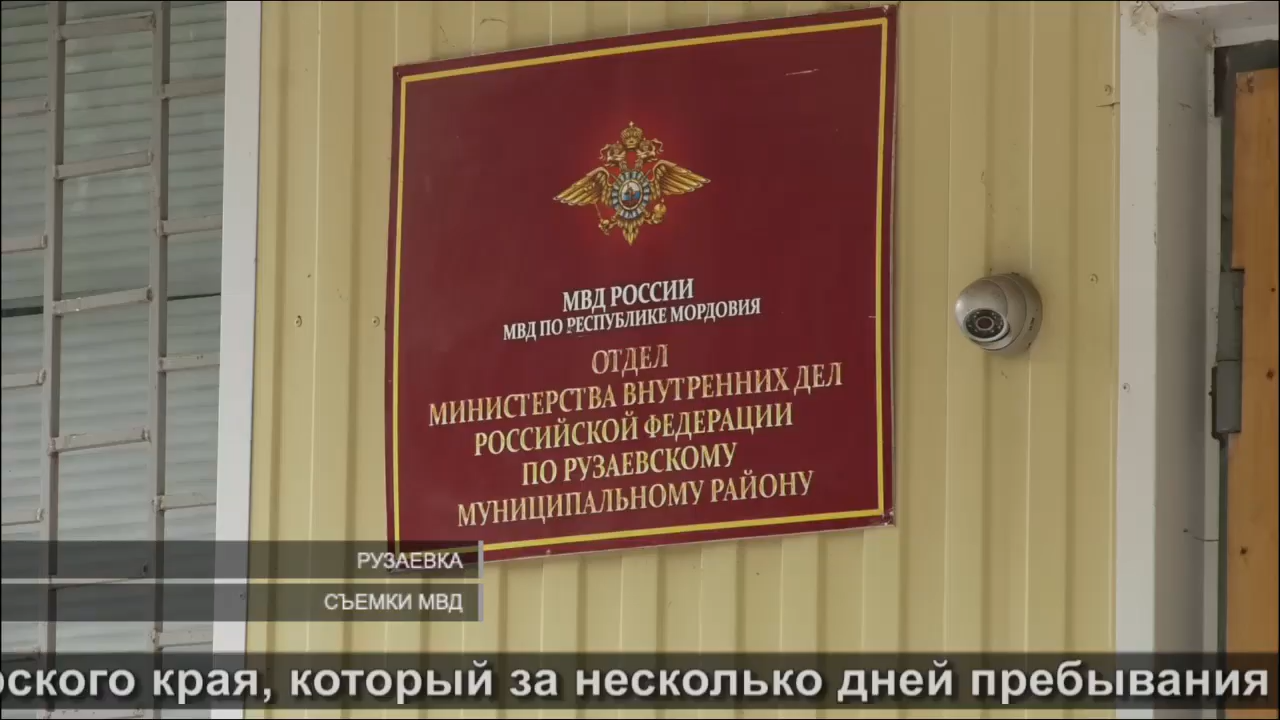 МВД РОССИИ
МВД ПО РЕСПУБЛИКЕ МОРДОВИЯ
ОТДЕЛ
МИНИСТЕРСТВА ВНУТРЕННИХ ДЕЛ
РОССИЙСКОЙ ФЕДЕРАЦИИ
ПО РУЗАЕВСКОМУ
МУНИЦИПАЛЬНОМУ РАЙОНУ
РУЗАЕВКА
СЪЕМКИ МВД
края, который за несколько дней пребывания